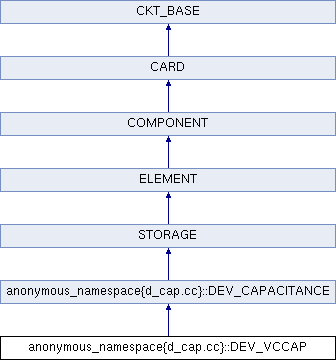 CKT_BASE
CARD
COMPONENT
ELEMENT
STORAGE
anonymous_namespace{d_cap.cc}::DEV_CAPACITANCE
anonymous_namespace{d_cap.cc}::DEV_VCCAP